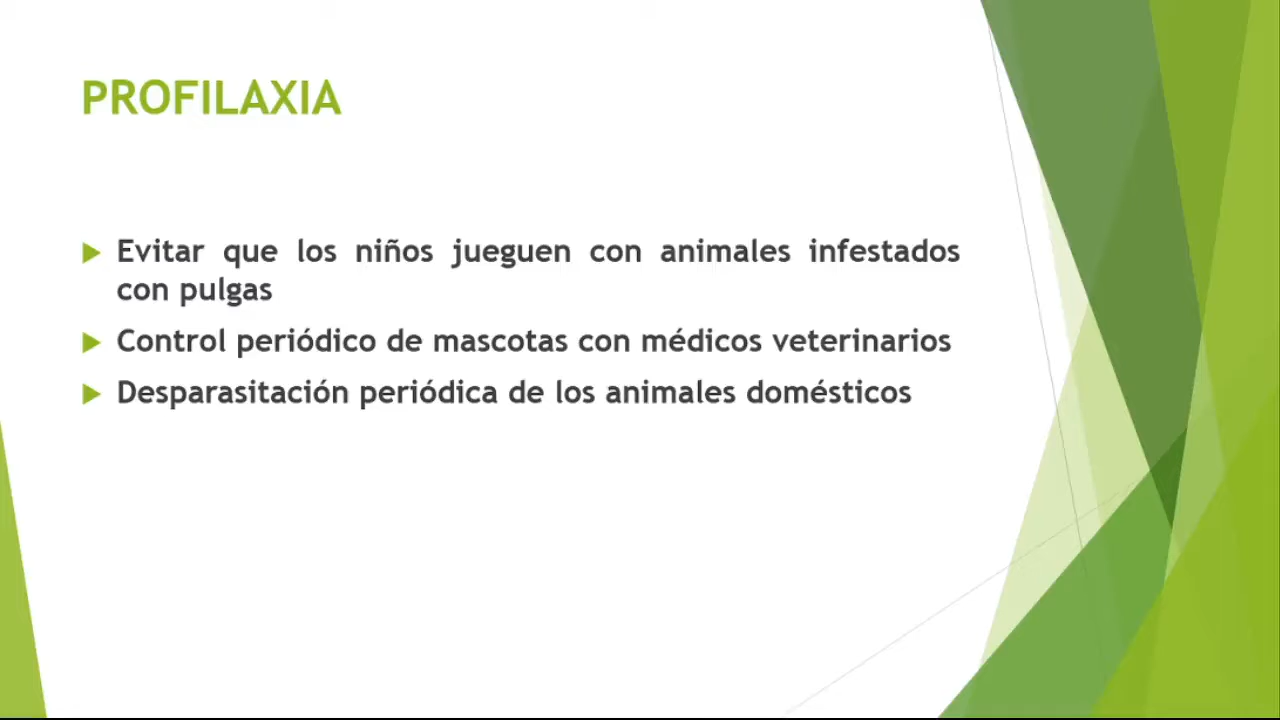 PROFILAXIA
Evitar que los niños jueguen con animales infestados
con pulgas
Control periódico de mascotas con médicos veterinarios
Desparasitación periódica de los animales domésticos